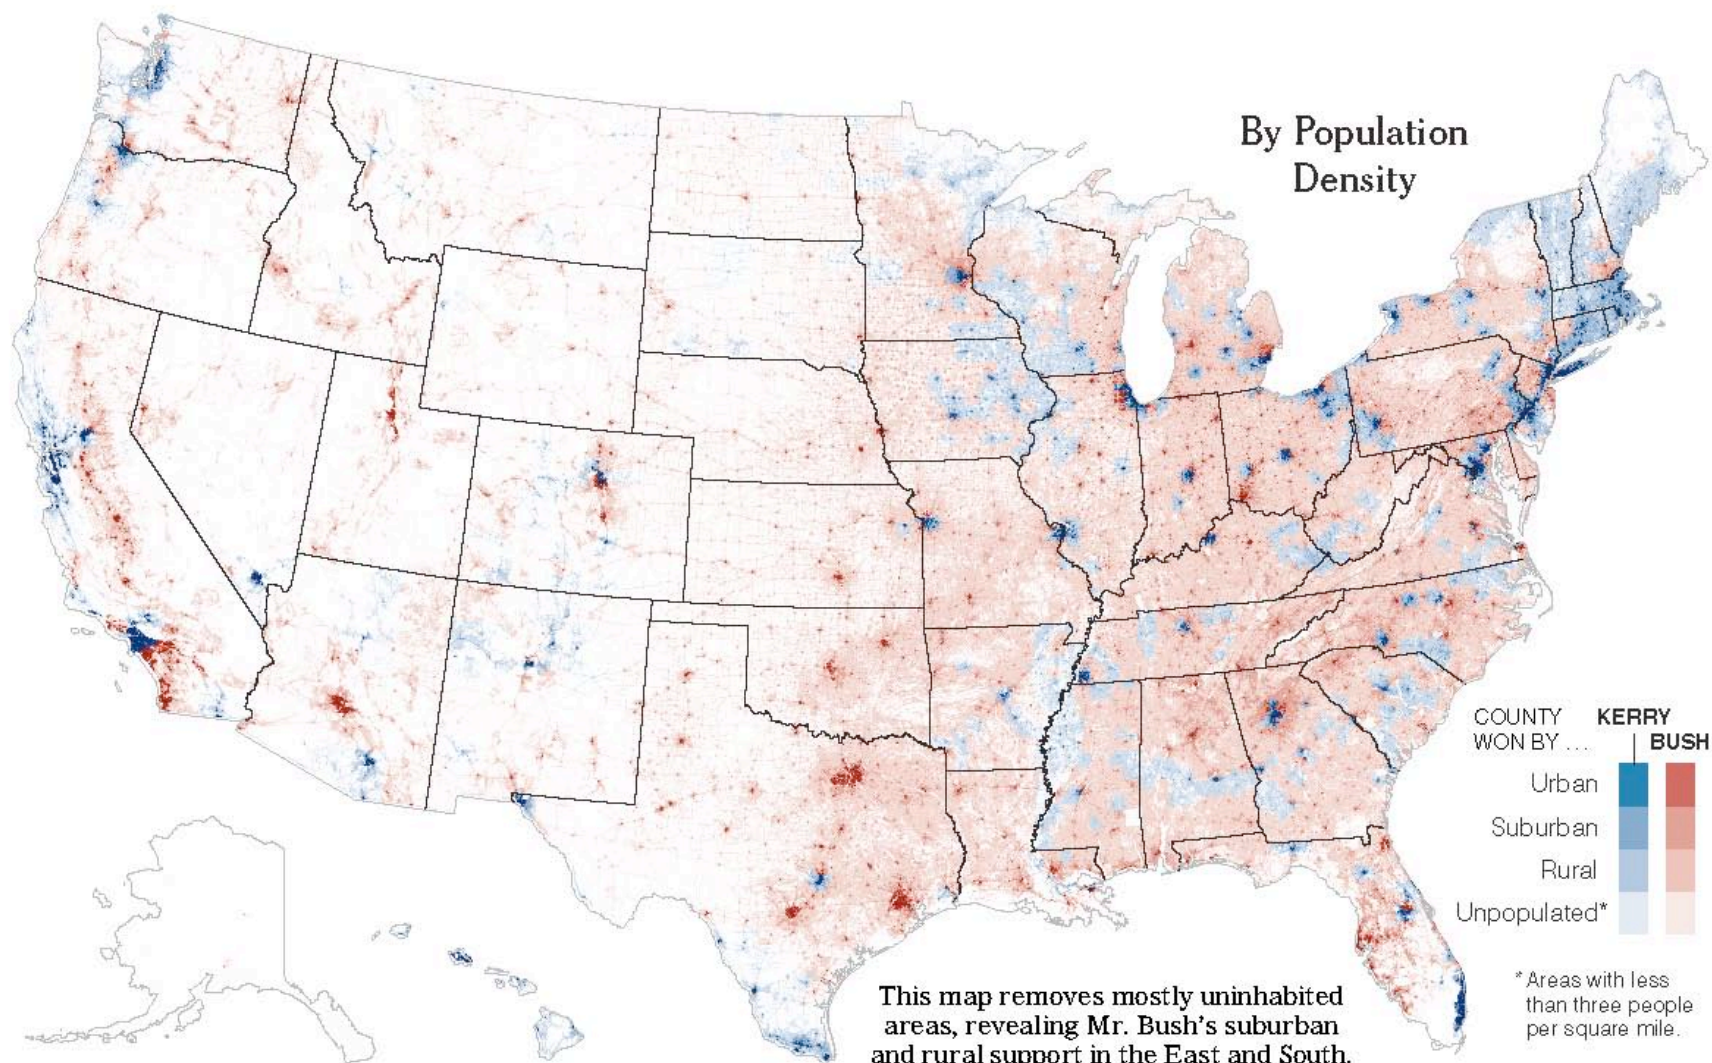 By Population
Density
COUNTY KERRY
WON BY ... BUSH
Urban
Suburban
Rural
Unpopulated*
* Areas with less
than three people
per square mile.
This map removes mostly uninhabited
areas, revealing Mr. Bush's suburban
and rural support in the East and South.